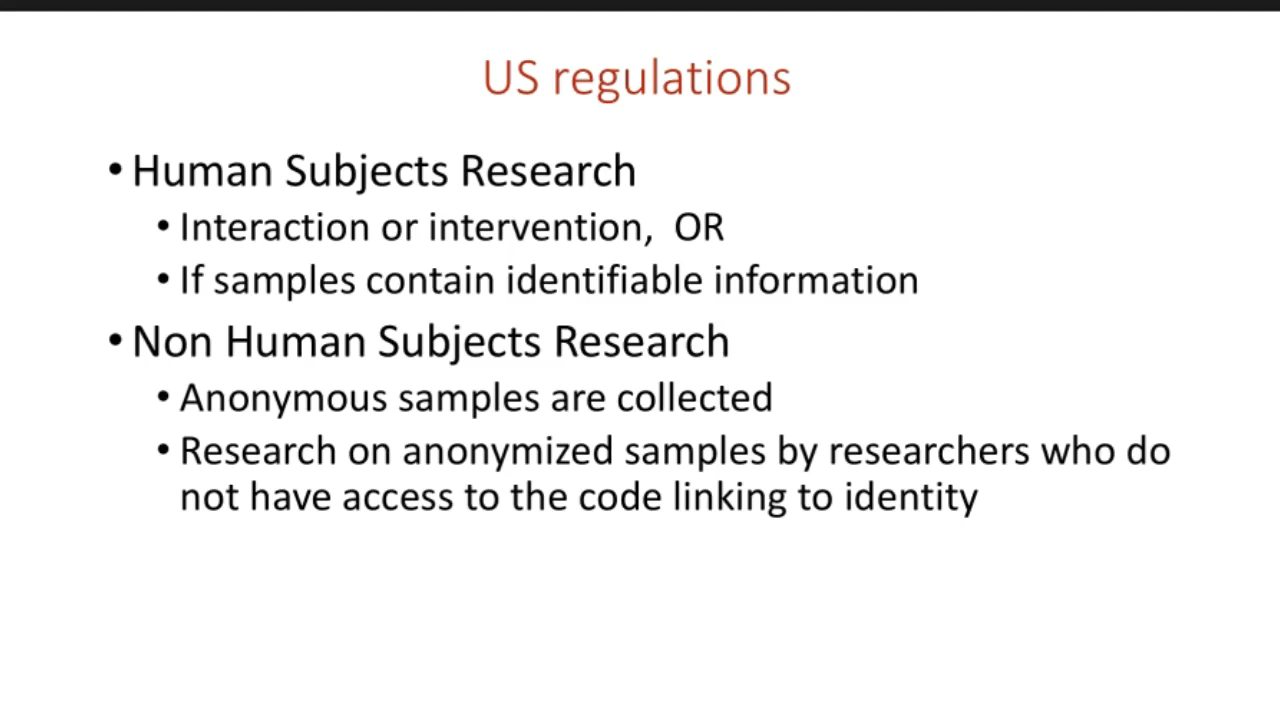 US regulations
• Human Subjects Research
• Interaction or intervention,  OR
• If samples contain identifiable information
• Non Human Subjects Research
• Anonymous samples are collected
• Research on anonymized samples by researchers who do
not have access to the code linking to identity